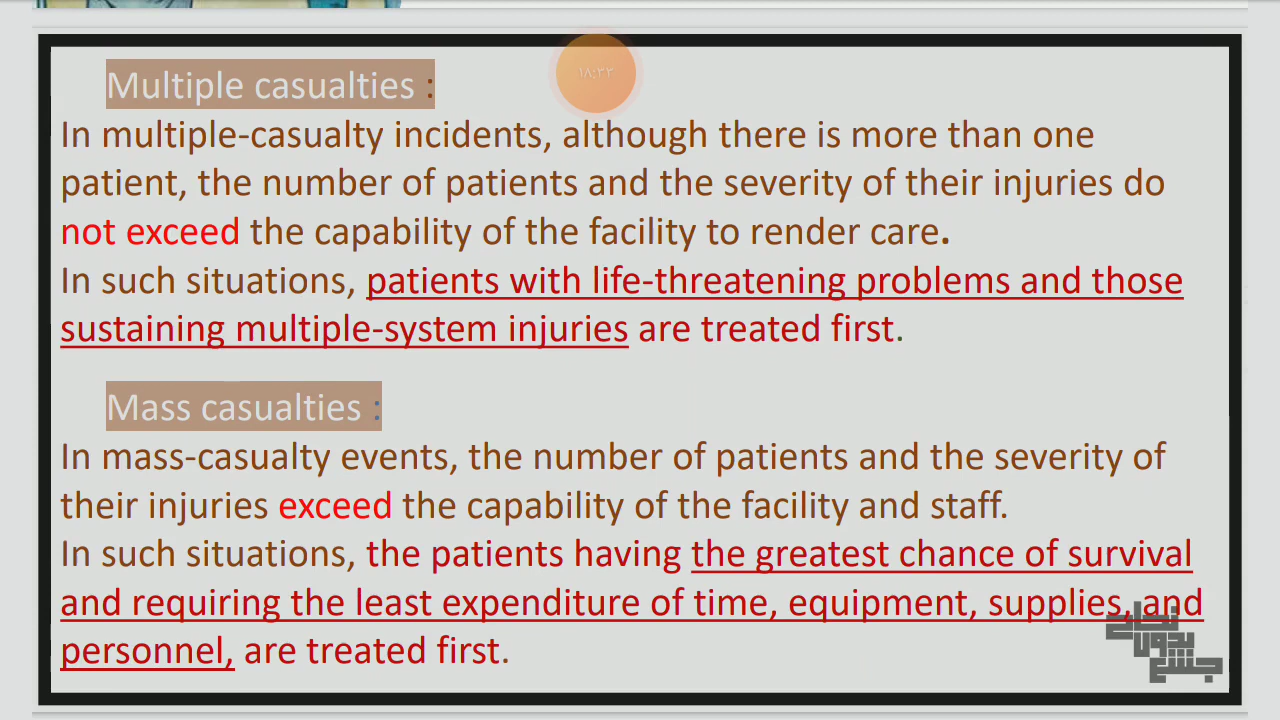 Multiple casualties :
١٨:٣٢
In multiple-casualty incidents, although there is more than one
patient, the number of patients and the severity of their injuries do
not exceed the capability of the facility to render care.
In such situations, patients with life-threatening problems and those
sustaining multiple-system injuries are treated first.
Mass casualties :
In mass-casualty events, the number of patients and the severity of
their injuries exceed the capability of the facility and staff.
In such situations, the patients having the greatest chance of survival
and requiring the least expenditure of time, equipment, supplies, and
personnel, are treated first.